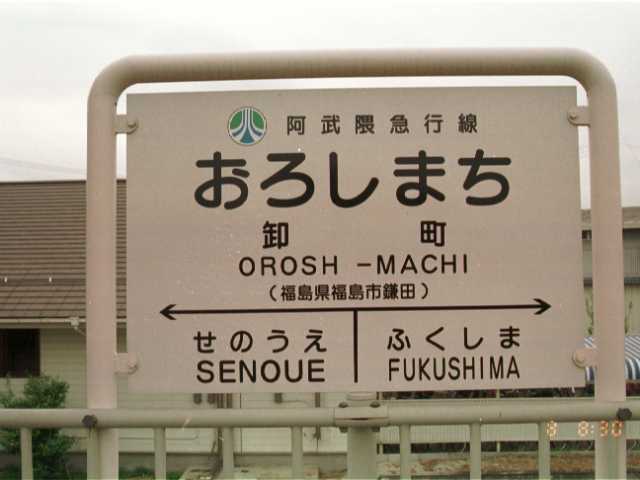 阿武隈急行線
おろしまち
卸町
OROSH -MACHI
(福島県福島市鎌田)
せのうえ ふくしま
SENOUE FUKUSHIMA
8 8:30